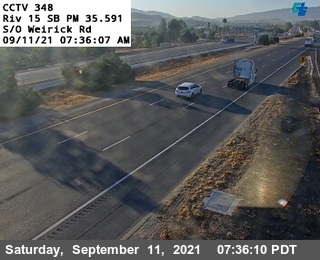 CCTV 348
Riv 15 SB PM 35.591
S/O Weirick Rd
09/11/21 07:36:07 AM
Saturday, September 11, 2021 07:36:10 PDT